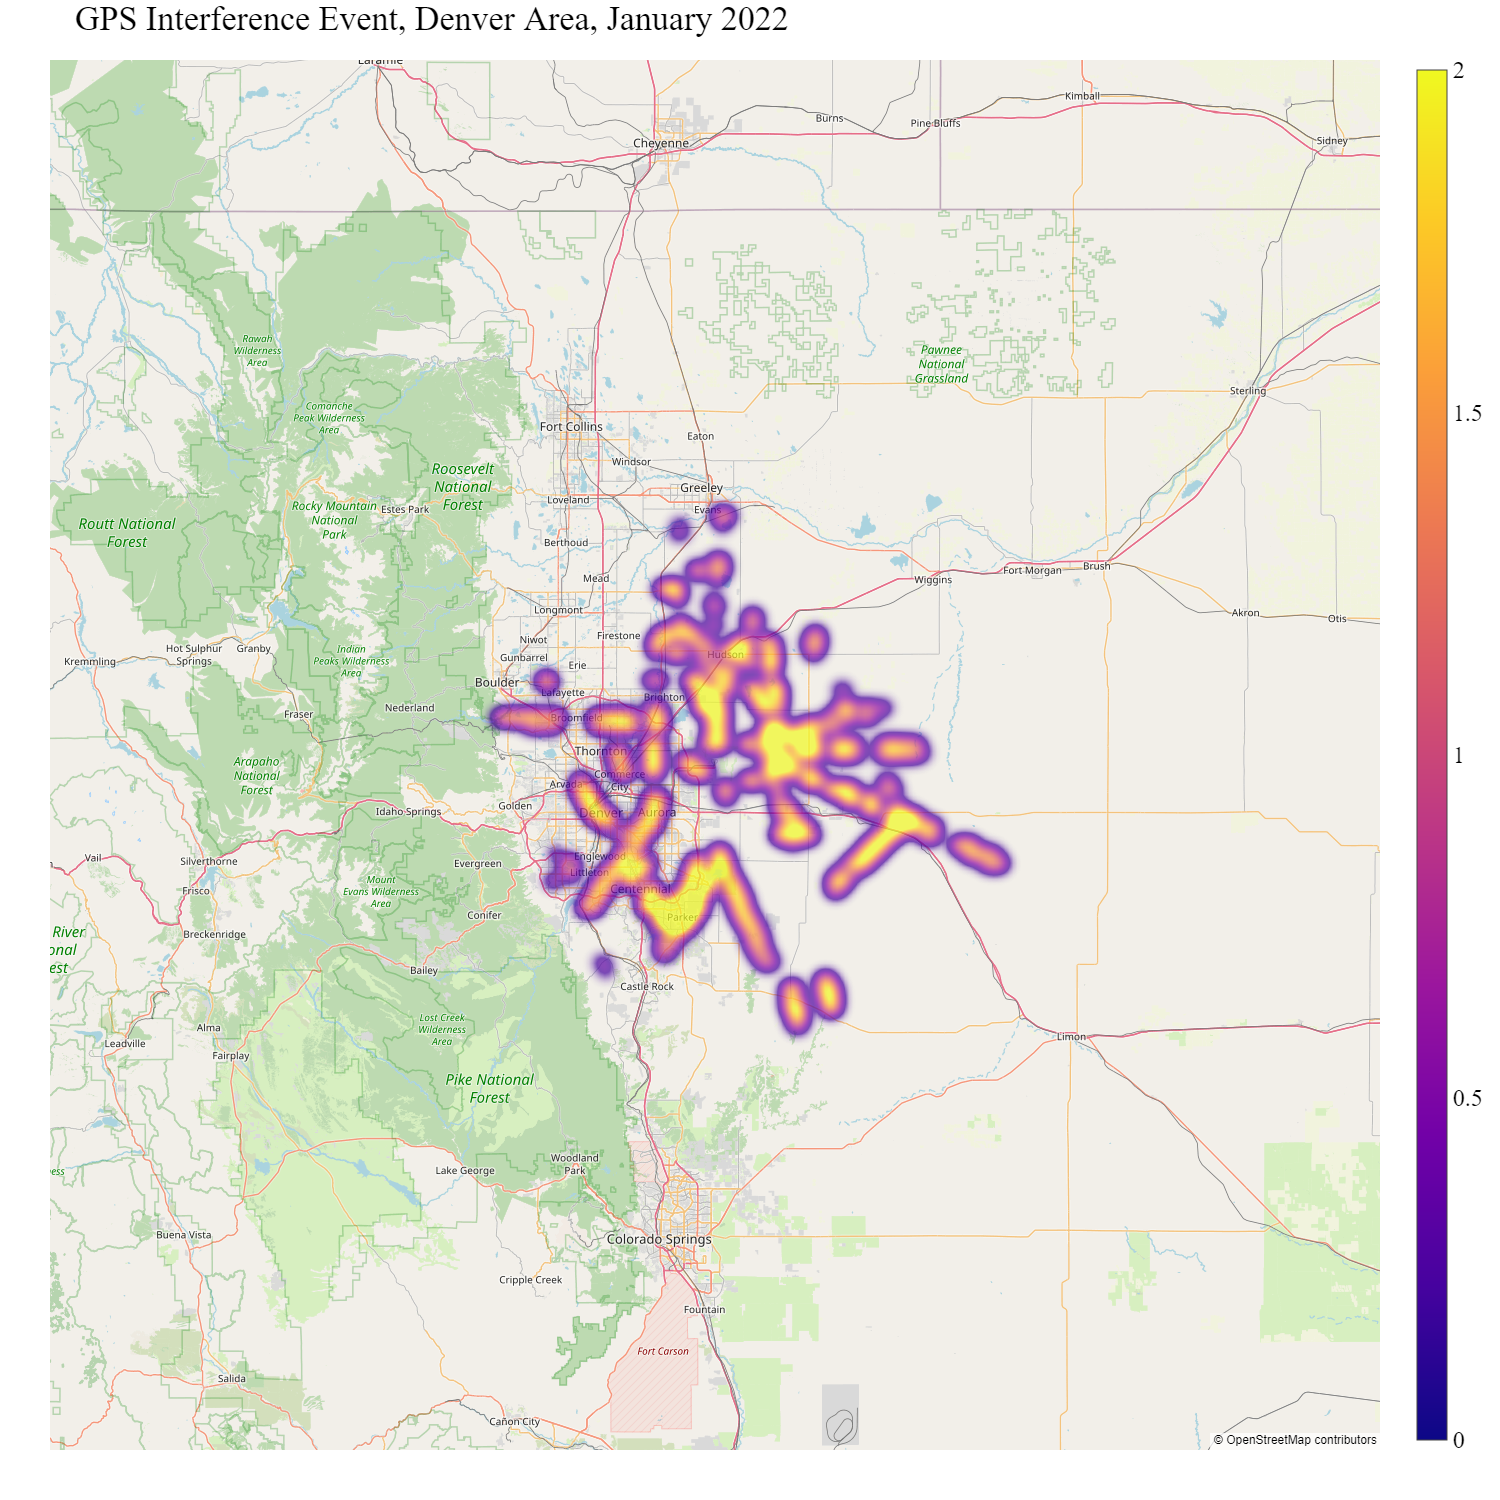 GPS Interference Event, Denver Area, January 2022
Laramie
2
Kimball
Burns
Pine Bluffs
Cheyenne
Sidney
Rawah
Wilderness
Area
Pawnee
National
Grassland
Sterling
Comanche
Peak Wilderness
Area
1.5
Fort Collins
Eaton
Windsor
Roosevelt
National
Forest
Greeley
Loveland
Rocky Mountain
National
Park
Estes Park
Evans
Routt National
Forest
Berthoud
Mead
Wiggins
Fort Morgan
Brush
Longmont
Akron
Otis
Firestone
Niwot
Hot Sulphur
Springs
Granby
Indian
Peaks Wilderness
Area
Gunbarrel
Hudson
Kremmling
Erie
Boulder
Lafayette
Brighton
Nederland
Fraser
Broomfield
Thornton
1
Arapaho
National
Forest
Commerce
City
Arvada
Golden
Idaho Springs
Denver
Aurora
Vail
Silverthorne
Evergreen
Englewood
Littleton
Mount
Evans Wilderness
Area
Frisco
Centennial
Conifer
Parker
River
onal
est
Breckenridge
Bailey
Castle Rock
Lost Creek
Wilderness
Area
Alma
Leadville
Fairplay
Limon
Pike National
Forest
0.5
Woodland
Park
Lake George
ess
Buena Vista
Colorado Springs
Cripple Creek
Fountain
Fort Carson
Salida
Cañon City
© OpenStreetMap contributors
0